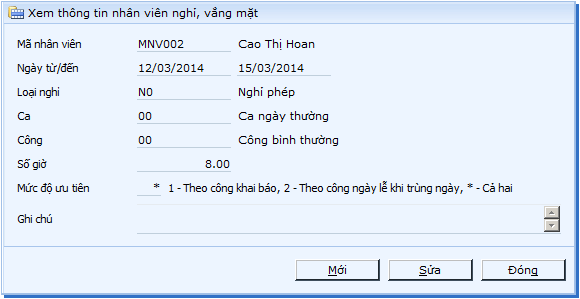 Xem thông tin nhân viên nghỉ, vắng mặt
Mã nhân viên MNV002 Cao Thị Hoan
Ngày từ/đến 12/03/2014 15/03/2014
Loại nghỉ N0 Nghỉ phép
Ca 00 Ca ngày thường
Công 00 Công bình thường
Số giờ 8.00
Mức độ ưu tiên * 1 - Theo công khai báo, 2 - Theo công ngày lễ khi trùng ngày, * - Cả hai
Ghi chú
Mới Sửa Đóng